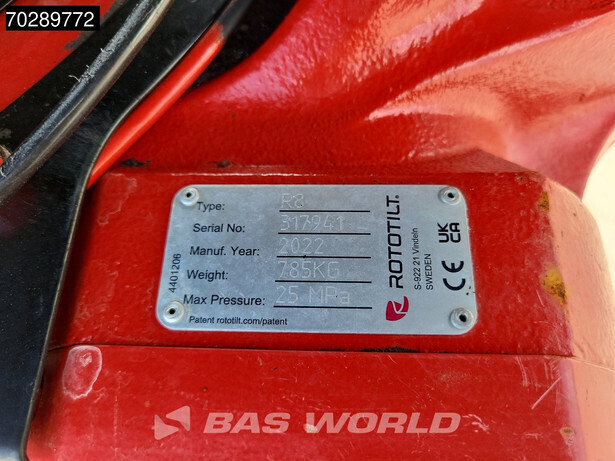 70289772
Type: R8
Serial No: 317941
Manuf. Year: 2022
Weight: 785KG
Max Pressure: 25 MPa
Patent rototilt.com/patent
4401206
ROTOTILT®
S-922 21 Vindeln
SWEDEN
CE
UK
CA
BAS WORLD